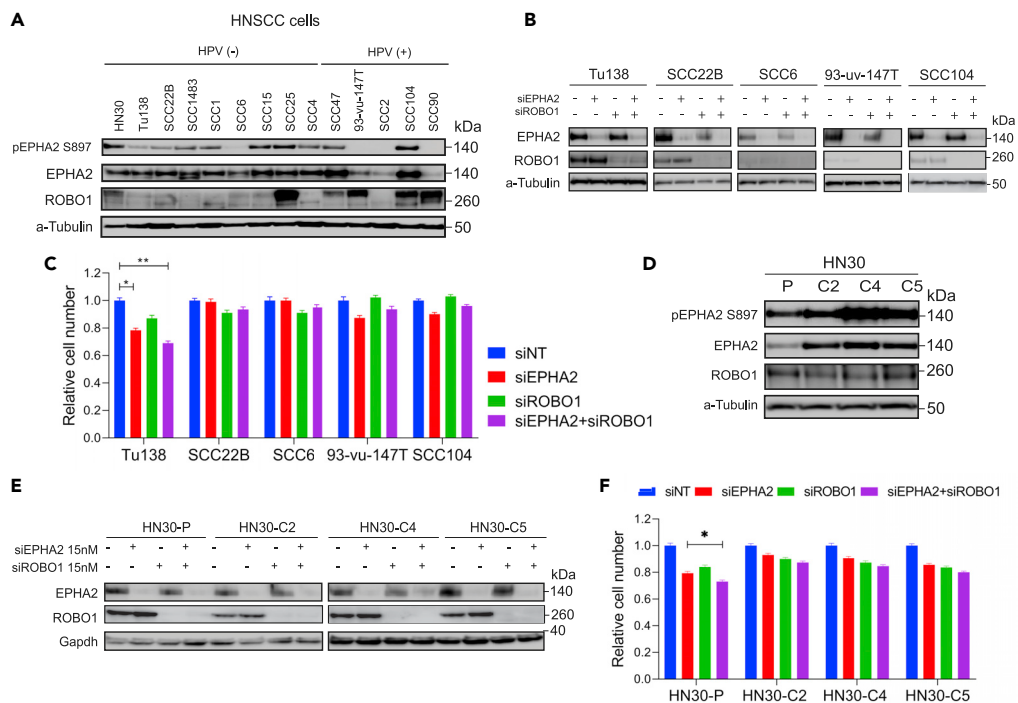 A
HNSCC cells
HPV (-)
HPV (+)
HN30
Tu138
SCC22B
SCC1483
SCC1
SCC6
SCC15
SCC25
SCC4
SCC47
93-vu-147T
SCC2
SCC104
SCC90
kDa
pEPHA2 S897
140
EPHA2
140
ROBO1
260
a-Tubulin
50
B
Tu138 SCC22B SCC6 93-uv-147T SCC104
siEPHA2 - + - + - + - + - + - + - + - + - + - +
siROBO1 - - + + - - + + - - + + - - + + - - + +
kDa
EPHA2 140
ROBO1 260
a-Tubulin 50
C
Relative cell number
1.2
1.0
0.8
0.6
0.4
0.2
0.0
* **
Tu138 SCC22B SCC6 93-vu-147T SCC104
siNT
siEPHA2
siROBO1
siEPHA2+siROBO1
D
HN30
P C2 C4 C5 kDa
pEPHA2 S897 140
EPHA2 140
ROBO1 260
a-Tubulin 50
E
HN30-P HN30-C2 HN30-C4 HN30-C5
siEPHA2 15nM - + - + - + - + - + - + - + - +
siROBO1 15nM - - + + - - + + - - + + - - + +
kDa
EPHA2 140
ROBO1 260
40
Gapdh
F
siNT siEPHA2 siROBO1 siEPHA2+siROBO1
Relative cell number
1.2
1.0
0.8
0.6
0.4
0.2
0.0
*
HN30-P HN30-C2 HN30-C4 HN30-C5